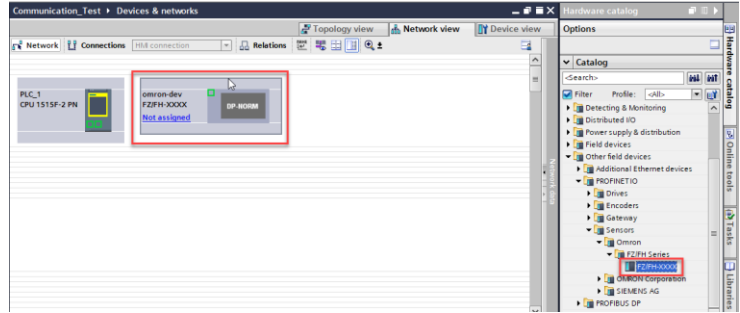 Communication_Test ▸ Devices & networks
Topology view
Network view
Device view
Network
Connections
HMI connection
Relations
PLC_1
CPU 1515F-2 PN
omron-dev
FZ/FH-XXXX
Not assigned
DP-NORM
Network data
Hardware catalog
Options
Catalog
<Search>
Filter
Profile:
<All>
Detecting & Monitoring
Distributed I/O
Power supply & distribution
Field devices
Other field devices
Additional Ethernet devices
PROFINET IO
Drives
Encoders
Gateway
Sensors
Omron
FZ/FH Series
FZ/FH-XXXX
OMRON Corporation
SIEMENS AG
PROFIBUS DP
Hardware catalog
Online tools
Tasks
Libraries